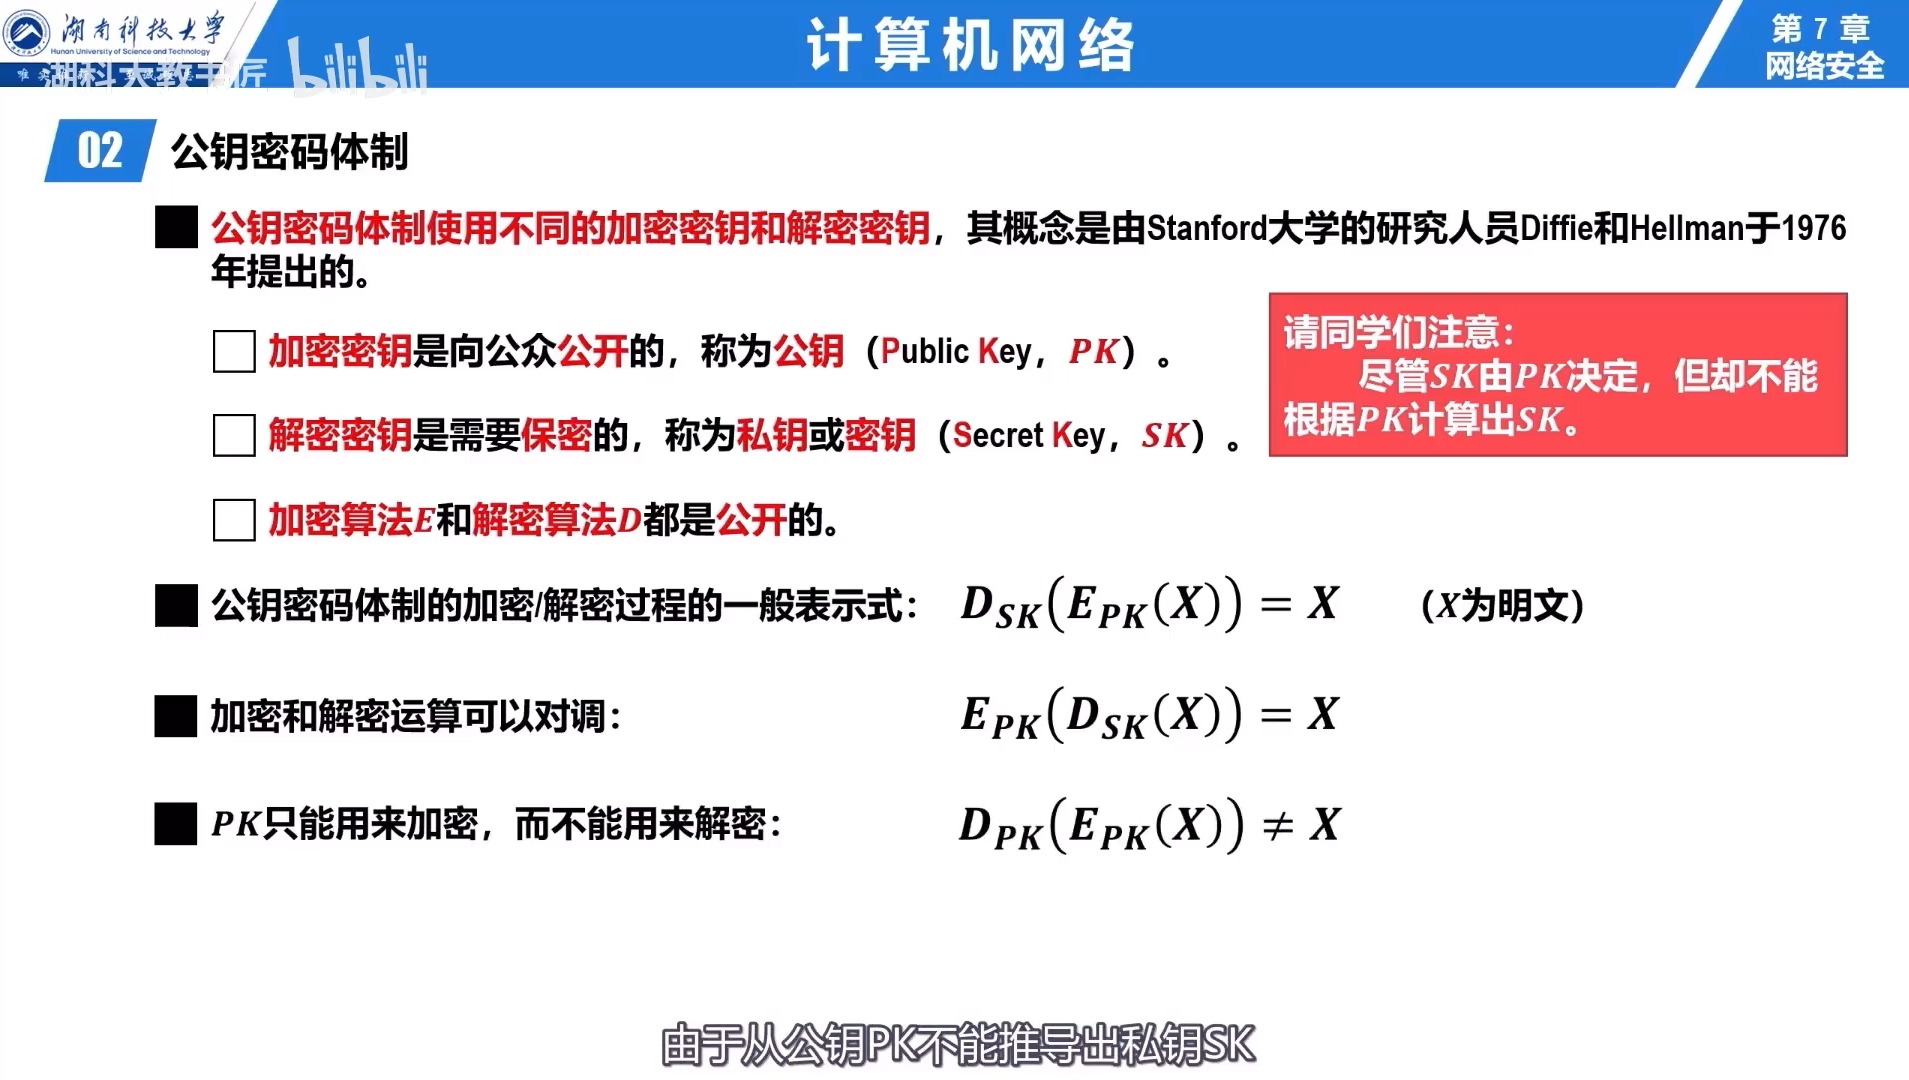 湖南科技大学
Hunan University of Science and Technology
湖科大教书匠 bilibili
计算机网络
第 7 章
网络安全
02 公钥密码体制
公钥密码体制使用不同的加密密钥和解密密钥，其概念是由Stanford大学的研究人员Diffie和Hellman于1976
年提出的。
加密密钥是向公众公开的，称为公钥（Public Key，PK）。
解密密钥是需要保密的，称为私钥或密钥（Secret Key，SK）。
加密算法E和解密算法D都是公开的。
请同学们注意：
尽管SK由PK决定，但却不能
根据PK计算出SK。
公钥密码体制的加密/解密过程的一般表示式： D_{SK}(E_{PK}(X)) = X （X为明文）
加密和解密运算可以对调： E_{PK}(D_{SK}(X)) = X
PK只能用来加密，而不能用来解密： D_{PK}(E_{PK}(X)) ≠ X
由于从公钥PK不能推导出私钥SK